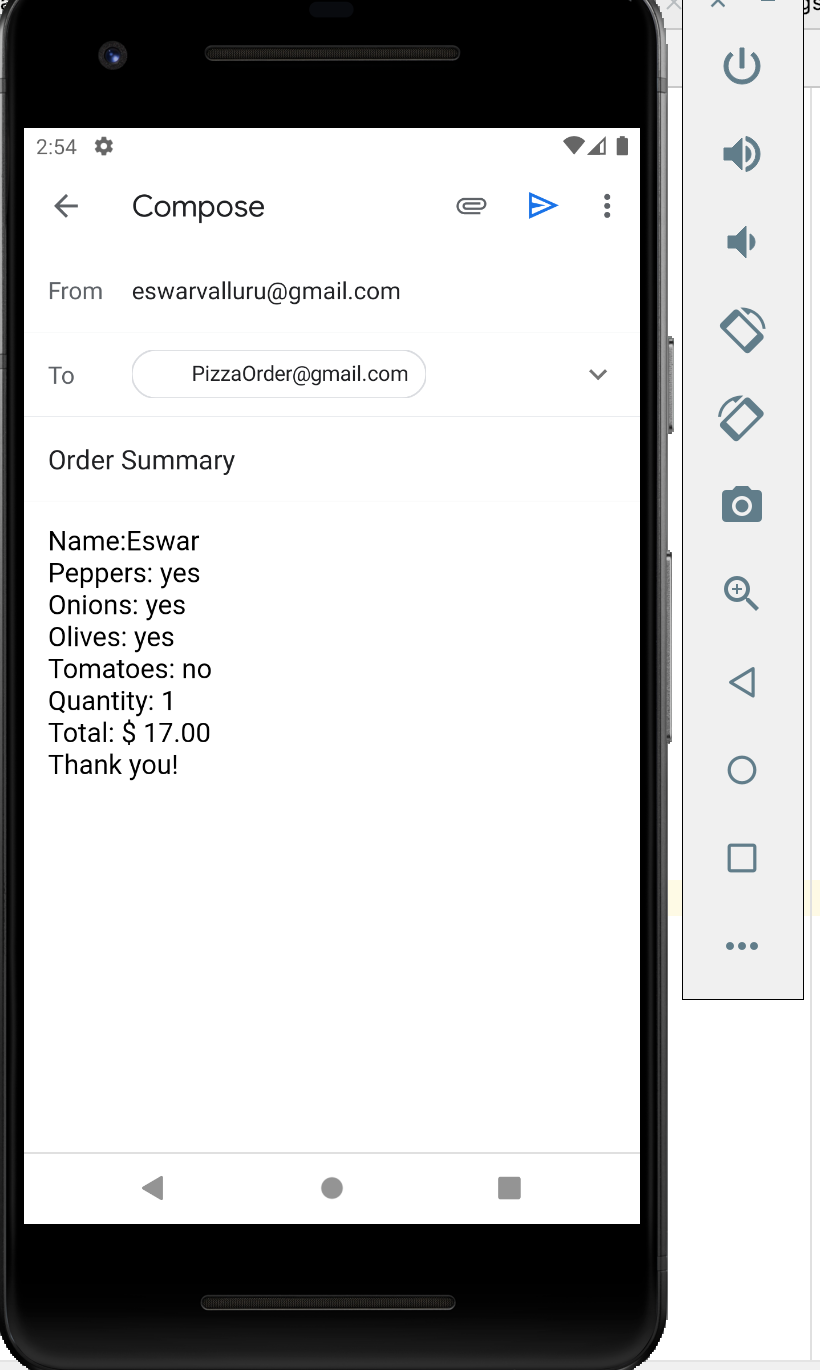 2:54
Compose
From eswarvalluru@gmail.com
To PizzaOrder@gmail.com
Order Summary
Name:Eswar
Peppers: yes
Onions: yes
Olives: yes
Tomatoes: no
Quantity: 1
Total: $ 17.00
Thank you!